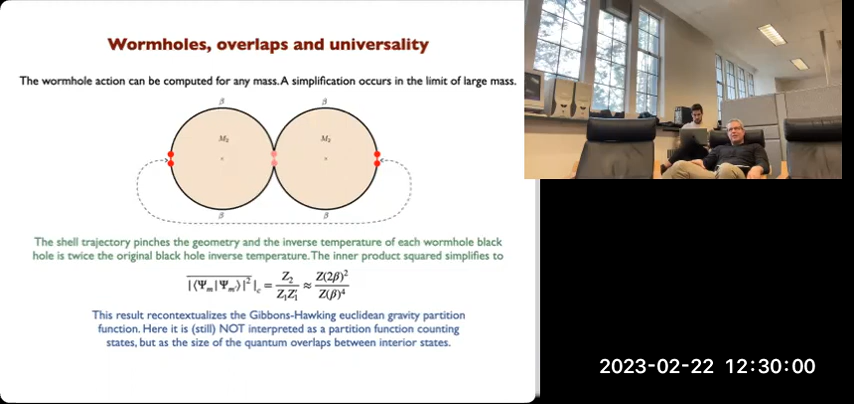 Wormholes, overlaps and universality
The wormhole action can be computed for any mass. A simplification occurs in the limit of large mass.
β β
M₂ M₂
β β
The shell trajectory pinches the geometry and the inverse temperature of each wormhole black
hole is twice the original black hole inverse temperature. The inner product squared simplifies to
|⟨Ψₘ|Ψₘ′⟩|²|c = Z₂ / Z₁Z₁′ ≈ Z(2β)² / Z(β)⁴
This result recontextualizes the Gibbons-Hawking euclidean gravity partition
function. Here it is (still) NOT interpreted as a partition function counting
states, but as the size of the quantum overlaps between interior states.
2023-02-22 12:30:00